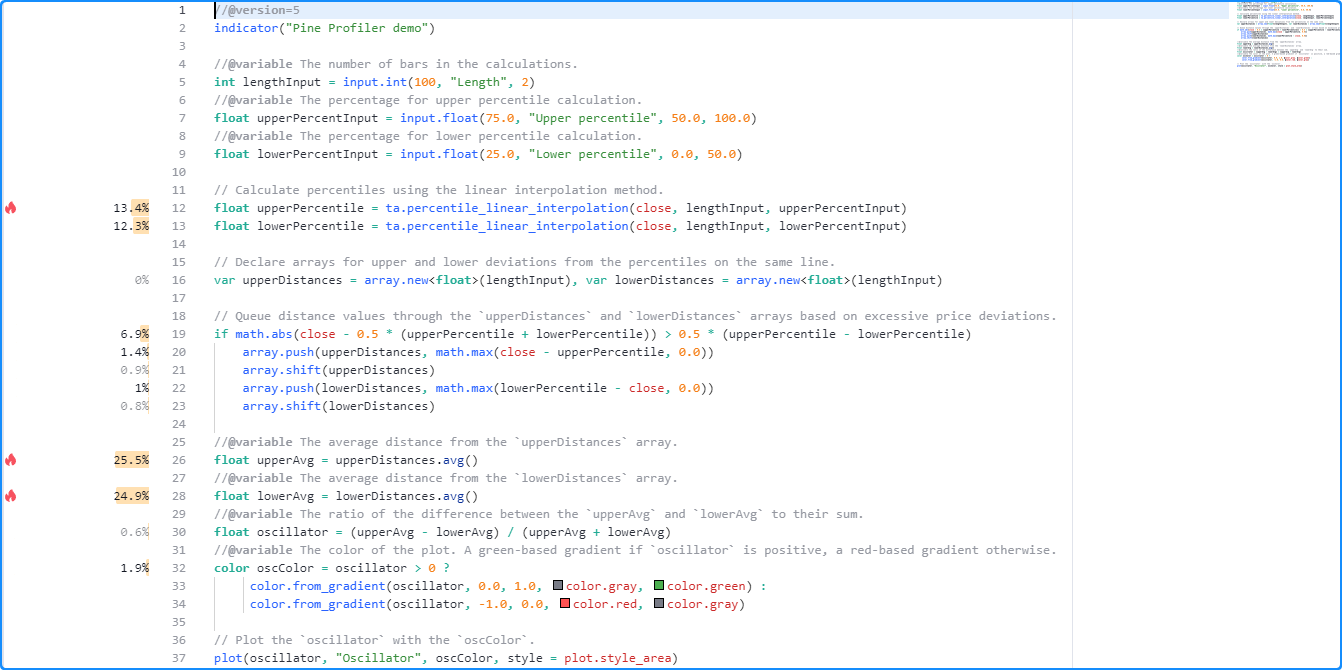 1 //@version=5
2 indicator("Pine Profiler demo")
3
4 //@variable The number of bars in the calculations.
5 int lengthInput = input.int(100, "Length", 2)
6 //@variable The percentage for upper percentile calculation.
7 float upperPercentInput = input.float(75.0, "Upper percentile", 50.0, 100.0)
8 //@variable The percentage for lower percentile calculation.
9 float lowerPercentInput = input.float(25.0, "Lower percentile", 0.0, 50.0)
10
11 // Calculate percentiles using the linear interpolation method.
13.4% 12 float upperPercentile = ta.percentile_linear_interpolation(close, lengthInput, upperPercentInput)
12.3% 13 float lowerPercentile = ta.percentile_linear_interpolation(close, lengthInput, lowerPercentInput)
14
15 // Declare arrays for upper and lower deviations from the percentiles on the same line.
0% 16 var upperDistances = array.new<float>(lengthInput), var lowerDistances = array.new<float>(lengthInput)
17
18 // Queue distance values through the `upperDistances` and `lowerDistances` arrays based on excessive price deviations.
6.9% 19 if math.abs(close - 0.5 * (upperPercentile + lowerPercentile)) > 0.5 * (upperPercentile - lowerPercentile)
1.4% 20     array.push(upperDistances, math.max(close - upperPercentile, 0.0))
0.9% 21     array.shift(upperDistances)
1% 22     array.push(lowerDistances, math.max(lowerPercentile - close, 0.0))
0.8% 23     array.shift(lowerDistances)
24
25 //@variable The average distance from the `upperDistances` array.
25.5% 26 float upperAvg = upperDistances.avg()
27 //@variable The average distance from the `lowerDistances` array.
24.9% 28 float lowerAvg = lowerDistances.avg()
29 //@variable The ratio of the difference between the `upperAvg` and `lowerAvg` to their sum.
0.6% 30 float oscillator = (upperAvg - lowerAvg) / (upperAvg + lowerAvg)
31 //@variable The color of the plot. A green-based gradient if `oscillator` is positive, a red-based gradient otherwise.
1.9% 32 color oscColor = oscillator > 0 ?
33      color.from_gradient(oscillator, 0.0, 1.0, color.gray, color.green) :
34      color.from_gradient(oscillator, -1.0, 0.0, color.red, color.gray)
35
36 // Plot the `oscillator` with the `oscColor`.
37 plot(oscillator, "Oscillator", oscColor, style = plot.style_area)